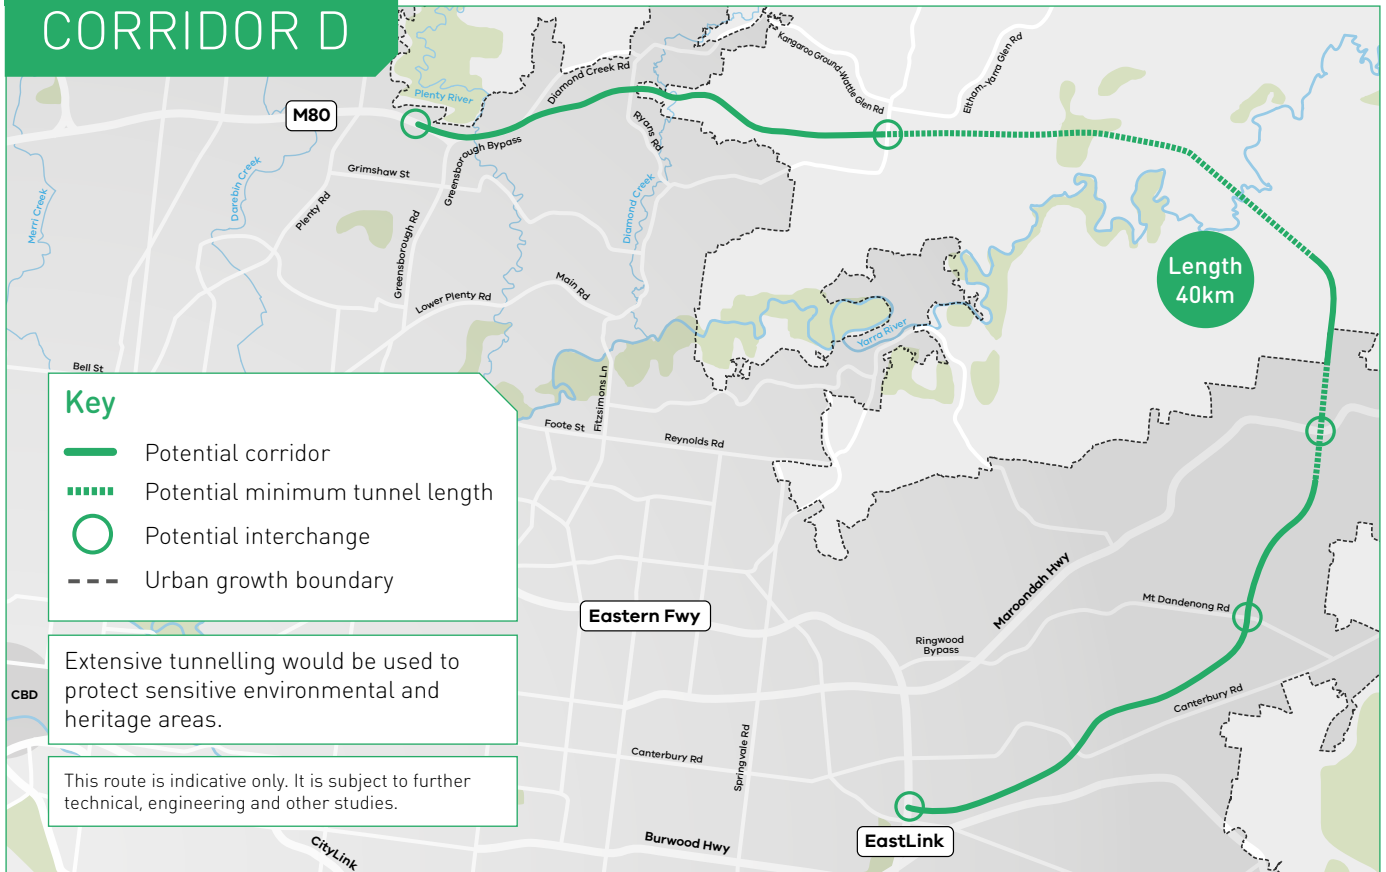 CORRIDOR D
M80
Plenty River
Diamond Creek Rd
Kangaroo Ground-Wattle Glen Rd
Eltham-Yarra Glen Rd
Ryans Rd
Greensborough Bypass
Grimshaw St
Darebin Creek
Merri Creek
Plenty Rd
Greensborough Rd
Diamond Creek
Lower Plenty Rd
Main Rd
Length
40km
Yarra River
Bell St
Fitzsimons Ln
Foote St
Reynolds Rd
Key
Potential corridor
Potential minimum tunnel length
Potential interchange
Urban growth boundary
Eastern Fwy
Maroondah Hwy
Mt Dandenong Rd
Ringwood
Bypass
Extensive tunnelling would be used to
protect sensitive environmental and
heritage areas.
CBD
Canterbury Rd
Canterbury Rd
Springvale Rd
This route is indicative only. It is subject to further
technical, engineering and other studies.
EastLink
Burwood Hwy
CityLink